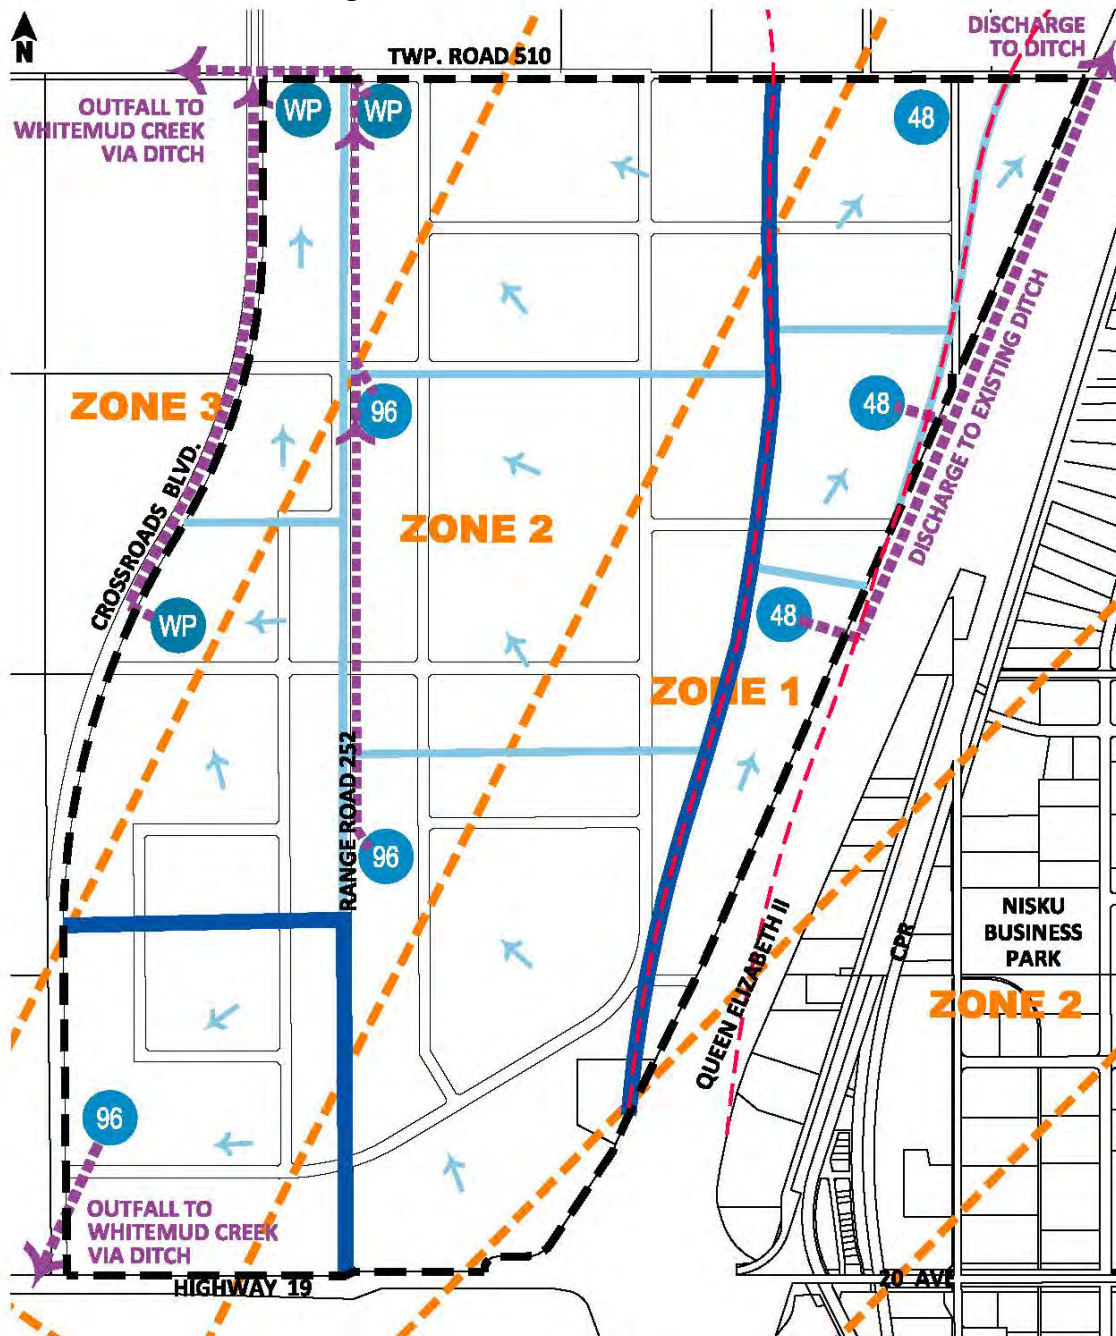 DISCHARGE
TO DITCH
N
TWP. ROAD 510
OUTFALL TO
WHITEMUD CREEK
VIA DITCH
WP
WP
48
DISCHARGE TO EXISTING DITCH
ZONE 3
96
48
CROSSROADS BLVD.
ZONE 2
WP
48
ZONE 1
RANGE ROAD 252
96
QUEEN ELIZABETH II
CPR
NISKU
BUSINESS
PARK
ZONE 2
96
OUTFALL TO
WHITEMUD CREEK
VIA DITCH
HIGHWAY 19
20 AVE